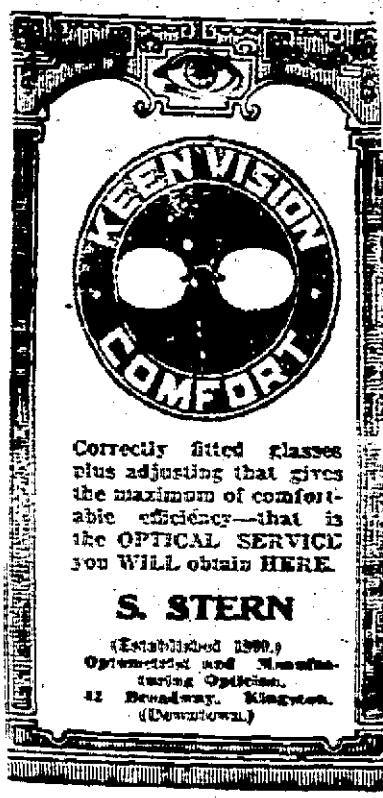 KEEN VISION
COMFORT
Correctly fitted glasses
plus adjusting that gives
the maximum of comfort-
able efficiency—that is
the OPTICAL SERVICE
you WILL obtain HERE.
S. STERN
(Established 1890.)
Optometrist and Manufac-
turing Optician.
42 Broadway, Kingston.
(Downtown.)